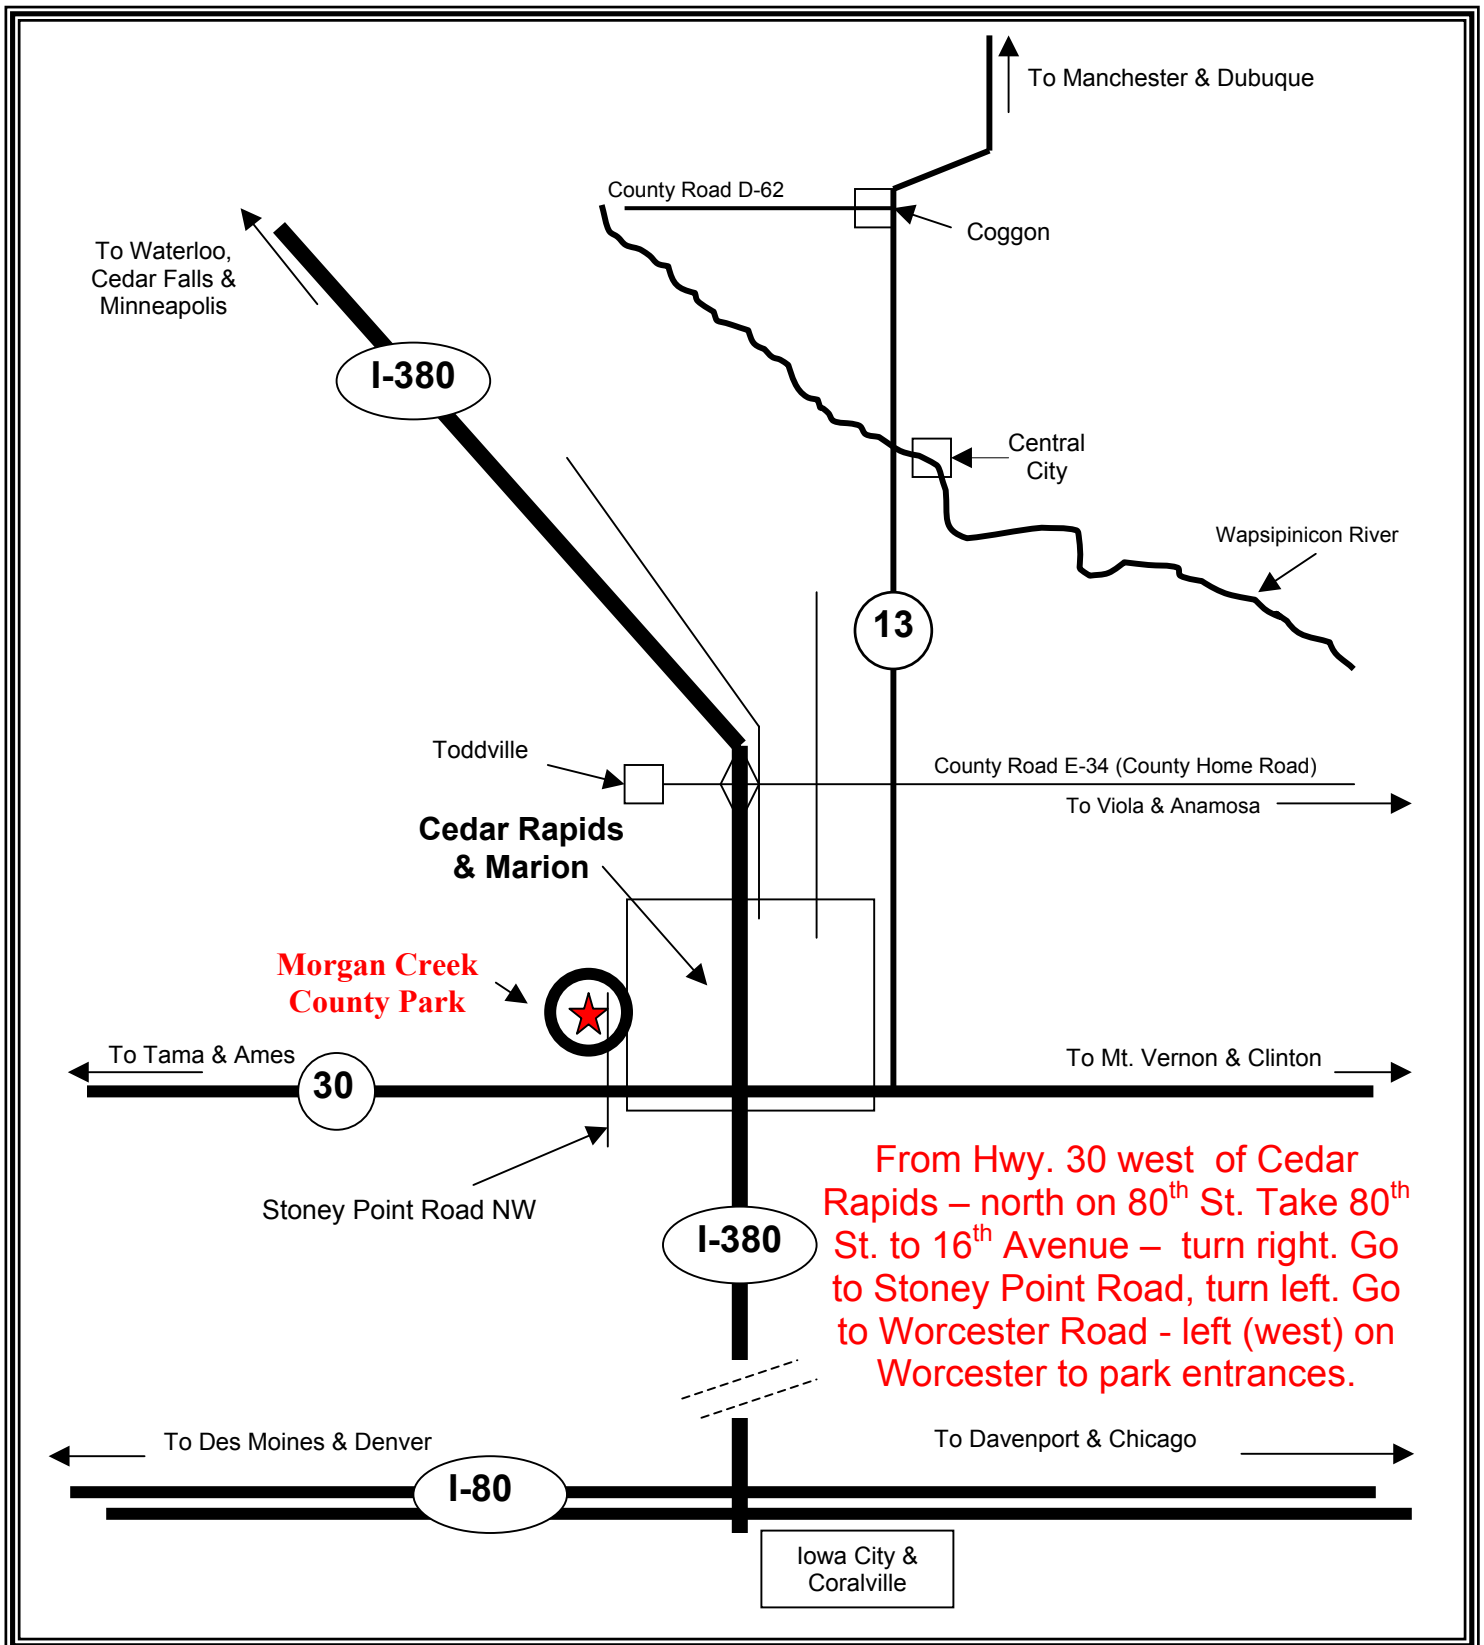 To Manchester & Dubuque
County Road D-62
Coggon
To Waterloo,
Cedar Falls &
Minneapolis
I-380
Central
City
Wapsipinicon River
13
Toddville
County Road E-34 (County Home Road)
To Viola & Anamosa
Cedar Rapids
& Marion
Morgan Creek
County Park
To Tama & Ames
To Mt. Vernon & Clinton
30
Stoney Point Road NW
From Hwy. 30 west of Cedar
Rapids – north on 80th St. Take 80th
St. to 16th Avenue – turn right. Go
to Stoney Point Road, turn left. Go
to Worcester Road - left (west) on
Worcester to park entrances.
I-380
To Des Moines & Denver
To Davenport & Chicago
I-80
Iowa City &
Coralville